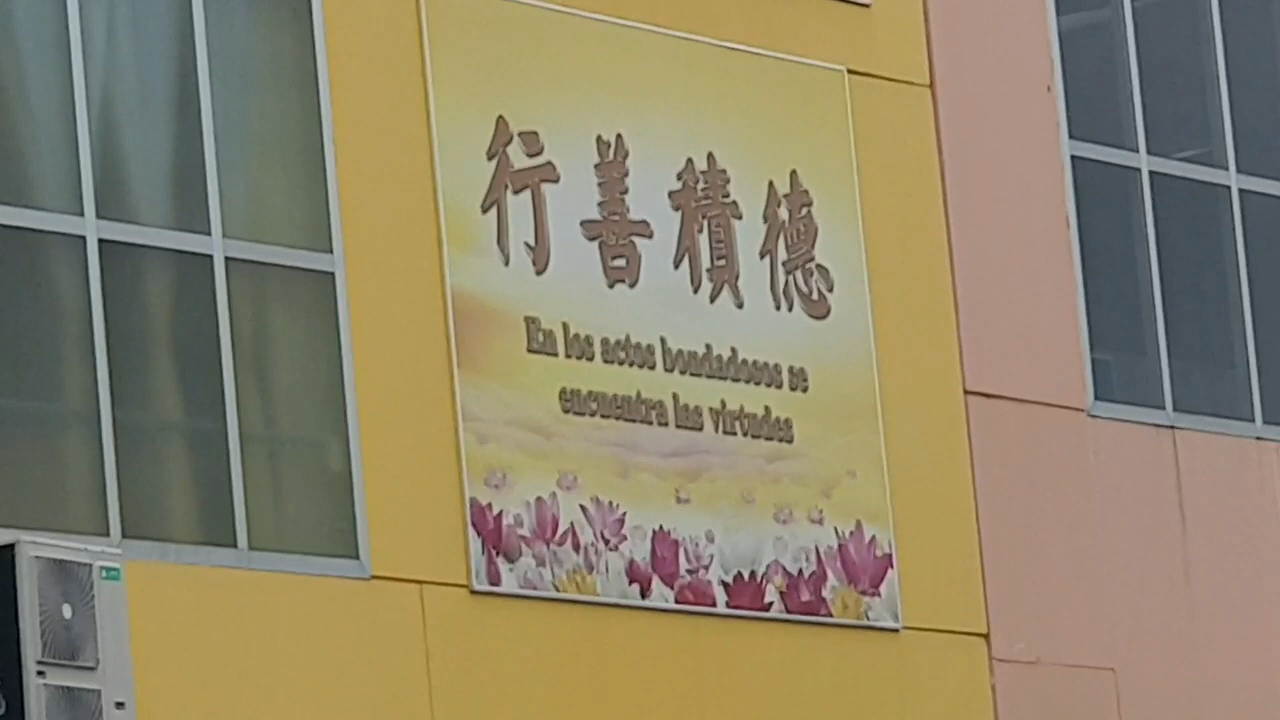 行善積德
En los actos bondadosos se
encuentra las virtudes